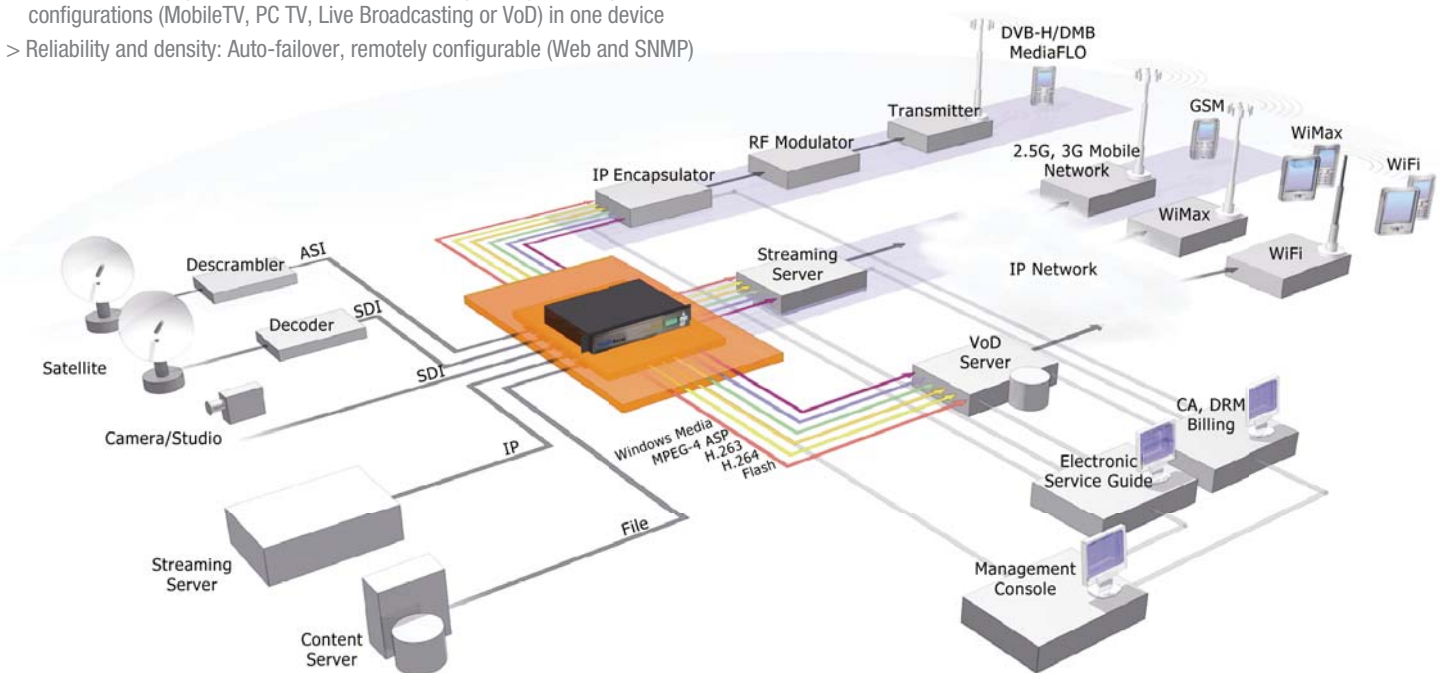 configurations (MobileTV, PC TV, Live Broadcasting or VoD) in one device
> Reliability and density: Auto-failover, remotely configurable (Web and SNMP)
DVB-H/DMB
MediaFLO
Transmitter
GSM
RF Modulator
WiMax
2.5G, 3G Mobile
Network
WiFi
IP Encapsulator
WiMax
ASI
Descrambler
Streaming
Server
WiFi
IP Network
SDI
Decoder
VoD
Server
Satellite
SDI
CA, DRM
Billing
Camera/Studio
Windows Media
MPEG-4 ASP
H.263
H.264
Flash
IP
Electronic
Service Guide
File
Streaming
Server
Management
Console
Content
Server